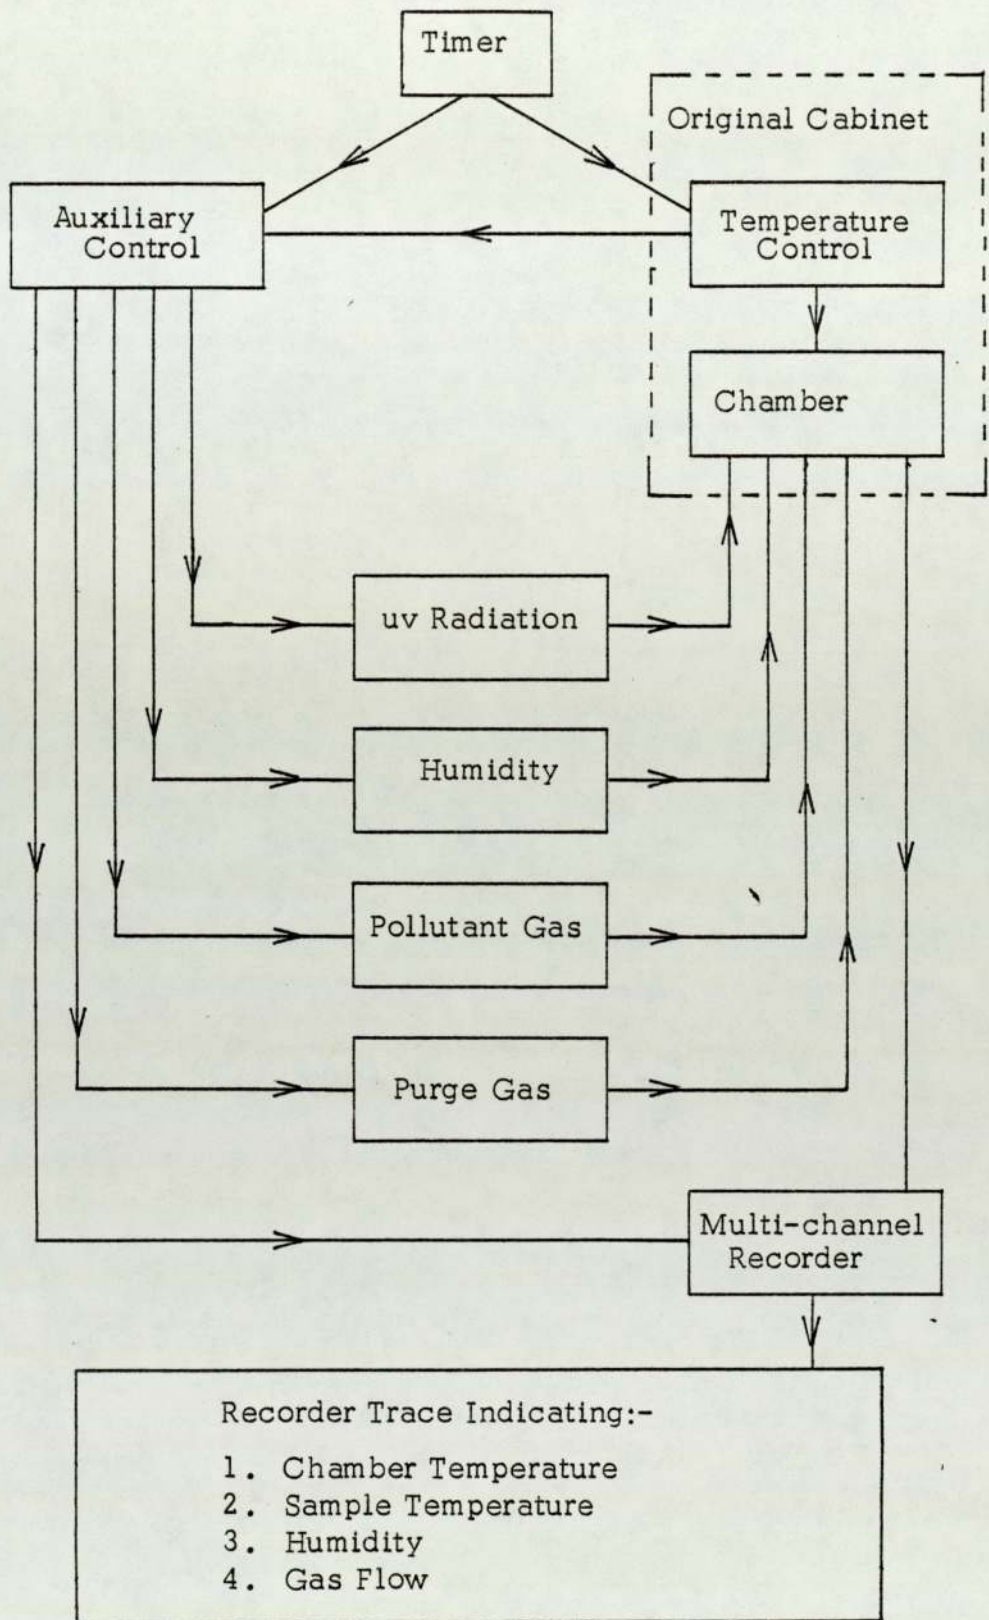 Timer
Original Cabinet
Auxiliary
Control
Temperature
Control
Chamber
uv Radiation
Humidity
Pollutant Gas
Purge Gas
Multi-channel
Recorder
Recorder Trace Indicating:-
1. Chamber Temperature
2. Sample Temperature
3. Humidity
4. Gas Flow